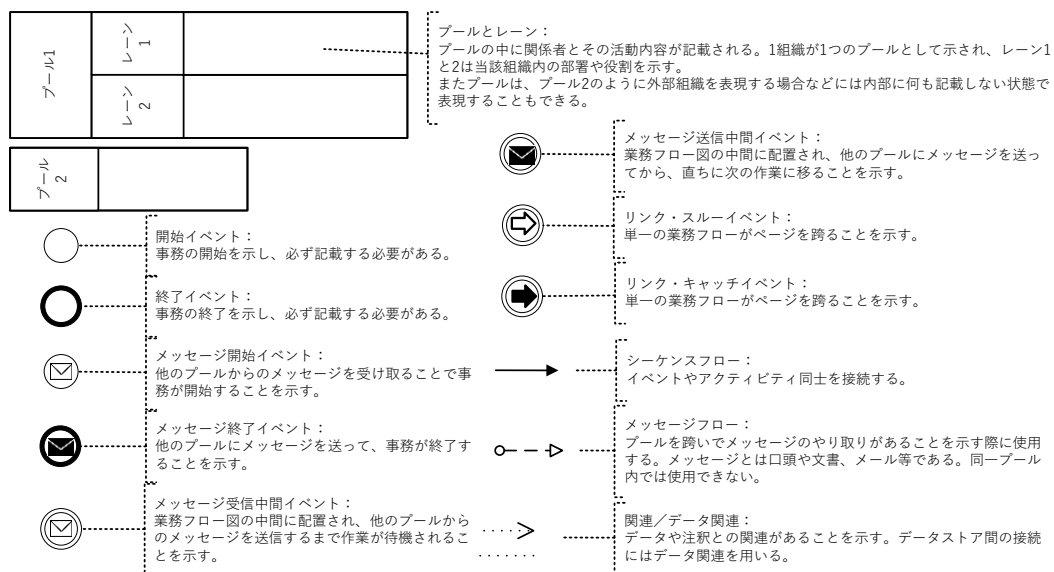 プール1
レーン1
レーン2
プールとレーン：
プールの中に関係者とその活動内容が記載される。1組織が1つのプールとして示され、レーン1
と2は当該組織内の部署や役割を示す。
またプールは、プール2のように外部組織を表現する場合などには内部に何も記載しない状態で
表現することもできる。
プール2
開始イベント：
事務の開始を示し、必ず記載する必要がある。
終了イベント：
事務の終了を示し、必ず記載する必要がある。
メッセージ開始イベント：
他のプールからのメッセージを受け取ることで事
務が開始することを示す。
メッセージ終了イベント：
他のプールにメッセージを送って、事務が終了す
ることを示す。
メッセージ受信中間イベント：
業務フロー図の中間に配置され、他のプールから
のメッセージを送信するまで作業が待機されるこ
とを示す。
メッセージ送信中間イベント：
業務フロー図の中間に配置され、他のプールにメッセージを送っ
てから、直ちに次の作業に移ることを示す。
リンク・スルーイベント：
単一の業務フローがページを跨ることを示す。
リンク・キャッチイベント：
単一の業務フローがページを跨ることを示す。
シーケンスフロー：
イベントやアクティビティ同士を接続する。
メッセージフロー：
プールを跨いでメッセージのやり取りがあることを示す際に使用
する。メッセージとは口頭や文書、メール等である。同一プール
内では使用できない。
関連／データ関連：
データや注釈との関連があることを示す。データストア間の接続
にはデータ関連を用いる。